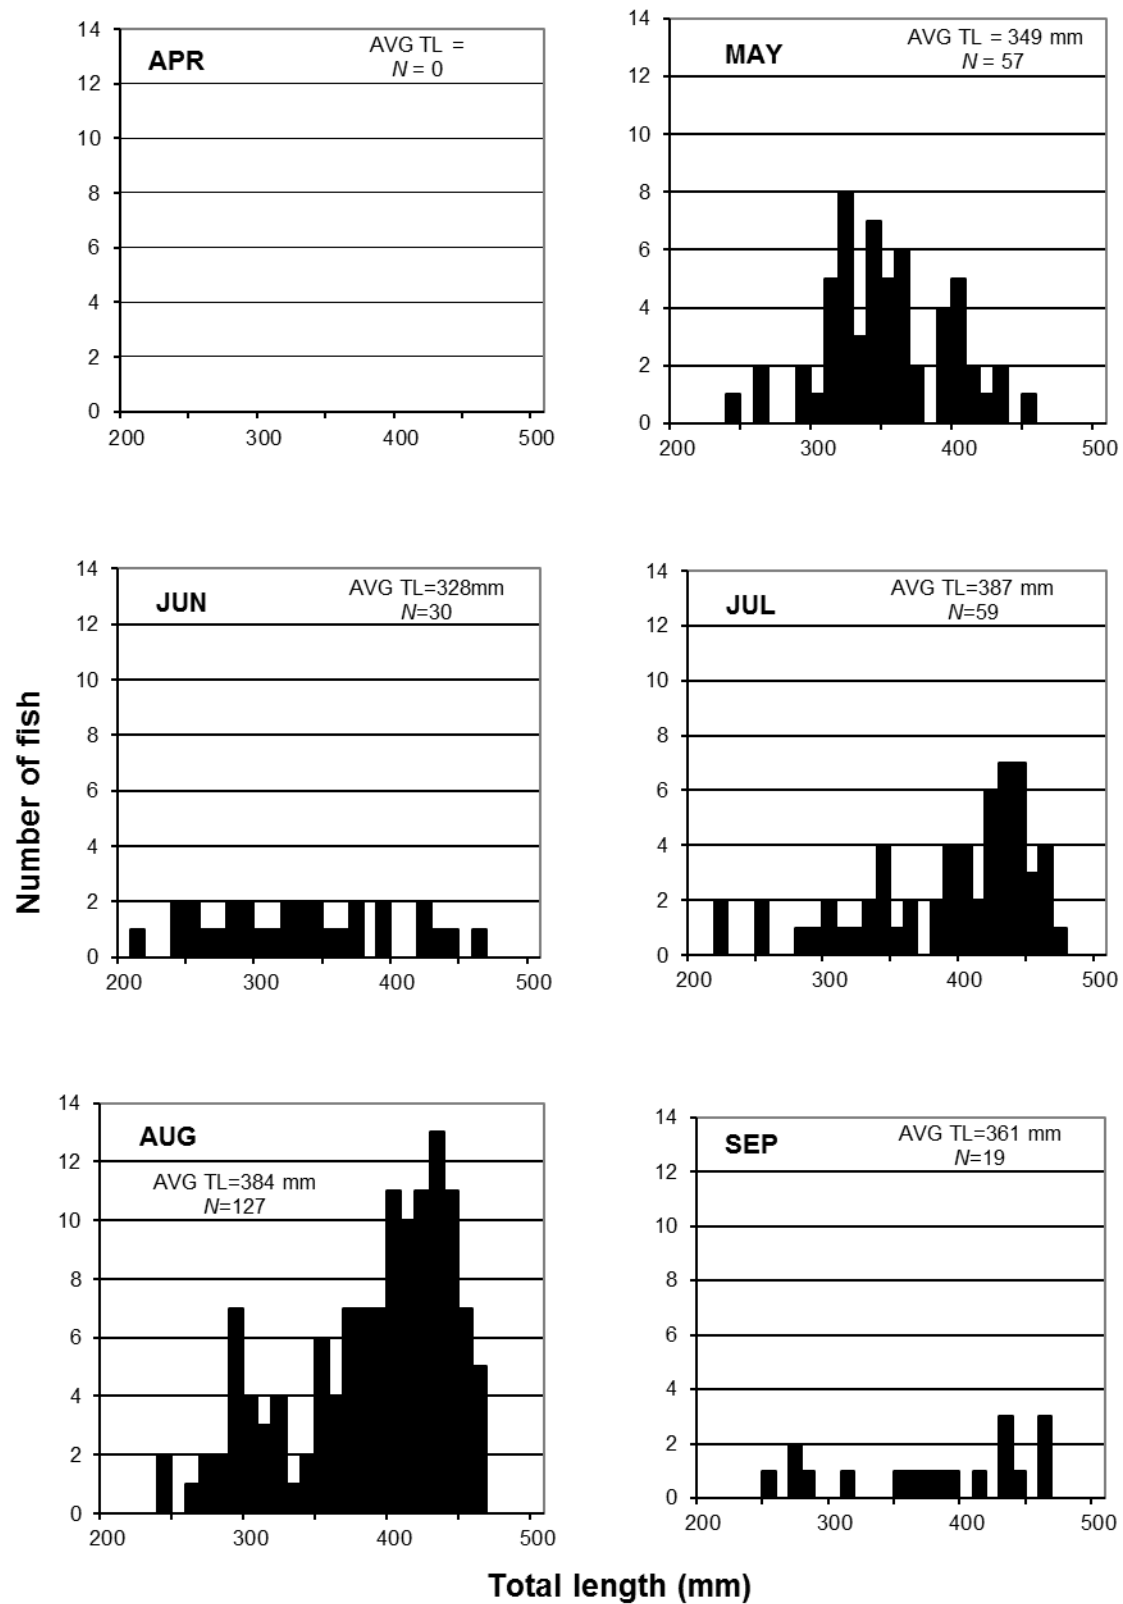 APR
AVG TL =
N = 0
14
12
10
8
6
4
2
0
200 300 400 500
MAY
AVG TL = 349 mm
N = 57
14
12
10
8
6
4
2
0
200 300 400 500
JUN
AVG TL=328mm
N=30
14
12
10
8
6
4
2
0
200 300 400 500
JUL
AVG TL=387 mm
N=59
14
12
10
8
6
4
2
0
200 300 400 500
Number of fish
AUG
AVG TL=384 mm
N=127
14
12
10
8
6
4
2
0
200 300 400 500
SEP
AVG TL=361 mm
N=19
14
12
10
8
6
4
2
0
200 300 400 500
Total length (mm)